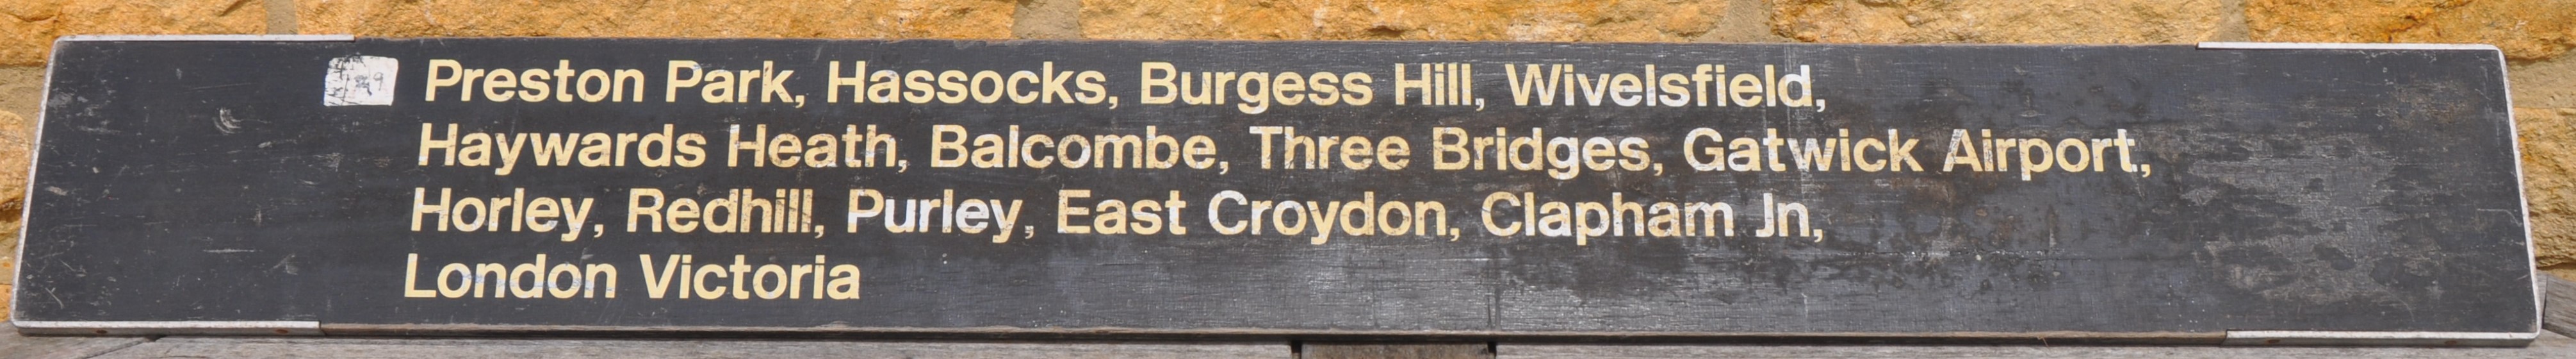 Preston Park, Hassocks, Burgess Hill, Wivelsfield,
Haywards Heath, Balcombe, Three Bridges, Gatwick Airport,
Horley, Redhill, Purley, East Croydon, Clapham Jn,
London Victoria